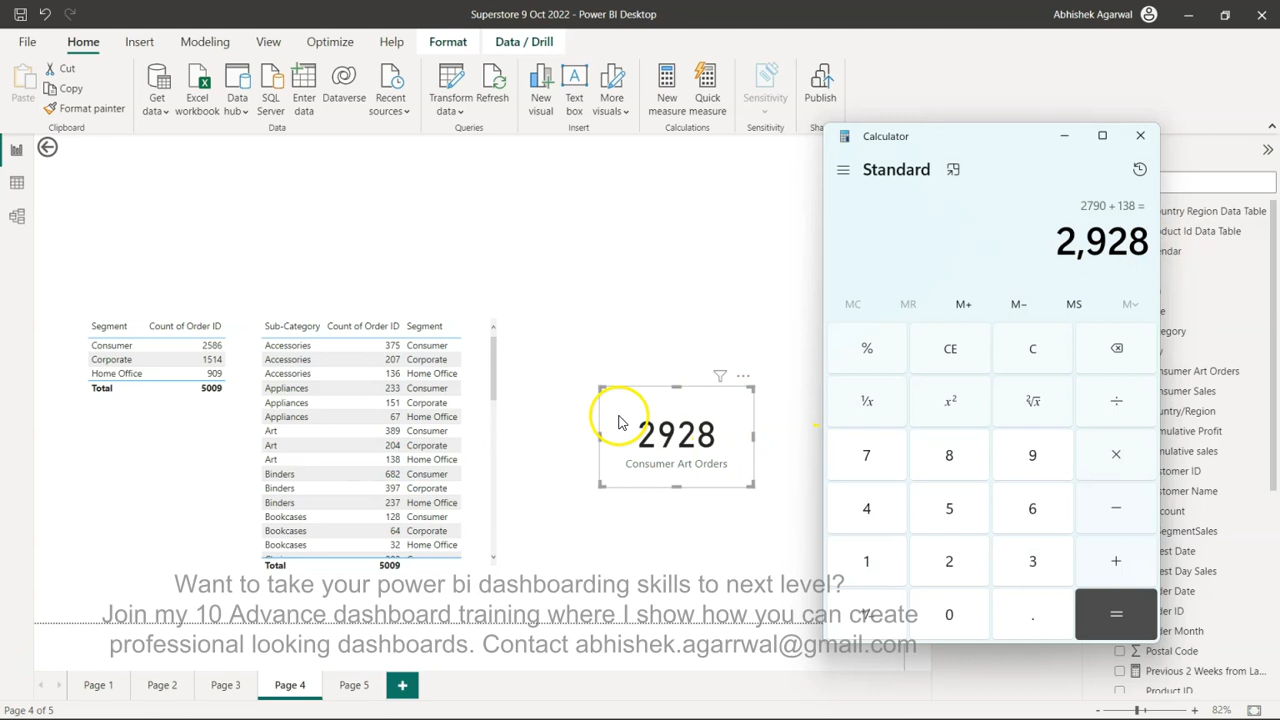 Superstore 9 Oct 2022 - Power BI Desktop
Abhishek Agarwal
File
Home
Insert
Modeling
View
Optimize
Help
Format
Data / Drill
Paste
Cut
Copy
Format painter
Get data
Excel workbook
Data hub
SQL Server
Enter data
Dataverse
Recent sources
Transform data
Refresh
New visual
Text box
More visuals
New measure
Quick measure
Sensitivity
Publish
Clipboard
Data
Queries
Insert
Calculations
Sensitivity
Sha
Calculator
Standard
2790 + 138 =
2,928
MC MR M+ M− MS M
% CE C
¹/x x² ²√x ÷
7 8 9 ×
4 5 6 −
1 2 3 +
0 . =
Segment Count of Order ID
Consumer 2586
Corporate 1514
Home Office 909
Total 5009
Sub-Category Count of Order ID Segment
Accessories 375 Consumer
Accessories 207 Corporate
Accessories 136 Home Office
Appliances 233 Consumer
Appliances 151 Corporate
Appliances 67 Home Office
Art 389 Consumer
Art 204 Corporate
Art 138 Home Office
Binders 682 Consumer
Binders 397 Corporate
Binders 237 Home Office
Bookcases 128 Consumer
Bookcases 64 Corporate
Bookcases 32 Home Office
Total 5009
2928
Consumer Art Orders
ountry Region Data Table
roduct Id Data Table
endar
te
tegory
nsumer Art Orders
nsumer Sales
untry/Region
mulative Profit
mulative sales
stomer ID
stomer Name
count
SegmentSales
est Date
est Day Sales
der Date
der ID
der Month
Postal Code
Previous 2 Weeks from La...
Product ID
Want to take your power bi dashboarding skills to next level?
Join my 10 Advance dashboard training where I show how you can create
professional looking dashboards. Contact abhishek.agarrwal@gmail.com
Page 1
Page 2
Page 3
Page 4
Page 5
Page 4 of 5
82%